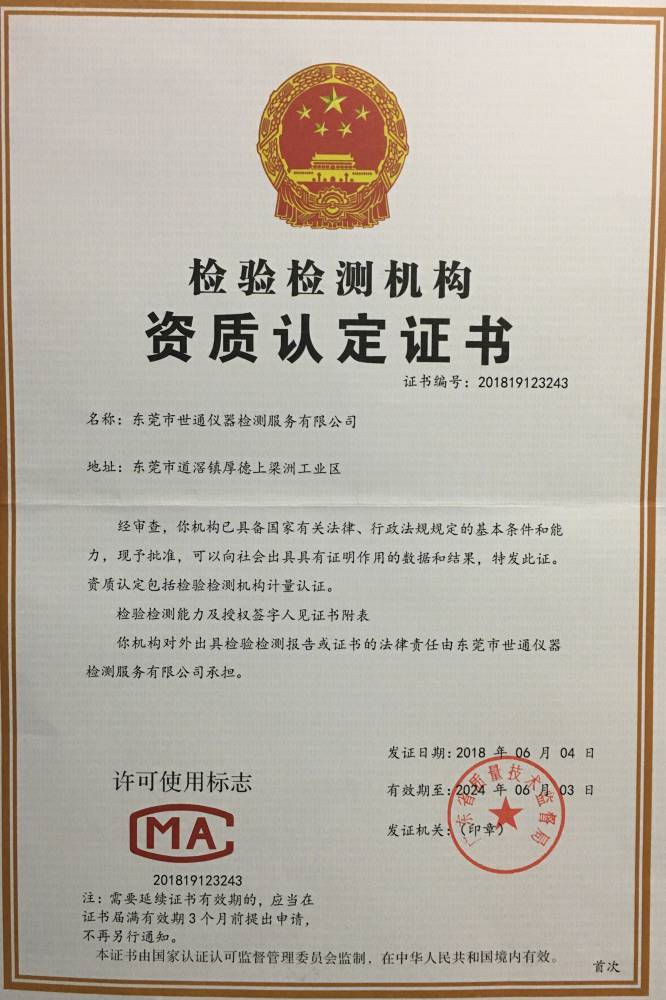 检验检测机构
资质认定证书
证书编号：201819123243
名称：东莞市世通仪器检测服务有限公司
地址：东莞市道滘镇厚德上梁洲工业区
经审查，你机构已具备国家有关法律、行政法规规定的基本条件和能
力，现予批准，可以向社会出具具有证明作用的数据和结果，特发此证。
资质认定包括检验检测机构计量认证。
检验检测能力及授权签字人见证书附表
你机构对外出具检验检测报告或证书的法律责任由东莞市世通仪器
检测服务有限公司承担。
发证日期：2018 年 06 月 04 日
有效期至：2024 年 06 月 03 日
发证机关：（印章）
广东省质量技术监督局
许可使用标志
MA
201819123243
注：需要延续证书有效期的，应当在
证书届满有效期3个月前提出申请，
不再另行通知。
本证书由国家认证认可监督管理委员会监制，在中华人民共和国境内有效。
首次